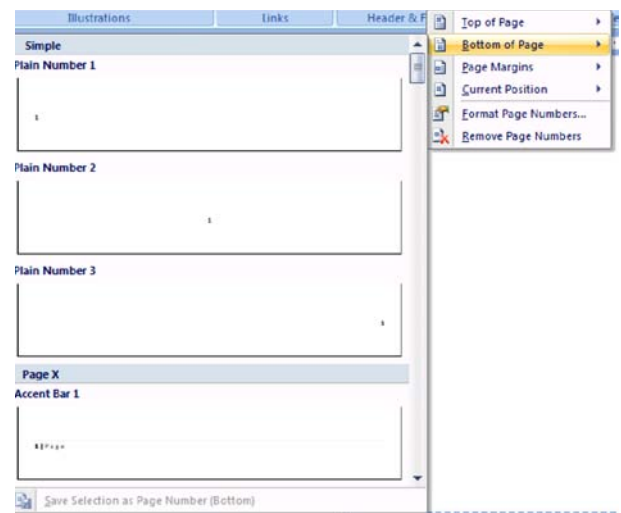 Illustrations Links Header & F
Simple
Plain Number 1
1
Plain Number 2
1
Plain Number 3
1
Page X
Accent Bar 1
1 | P a g e
Save Selection as Page Number (Bottom)
Top of Page
Bottom of Page
Page Margins
Current Position
Format Page Numbers...
Remove Page Numbers